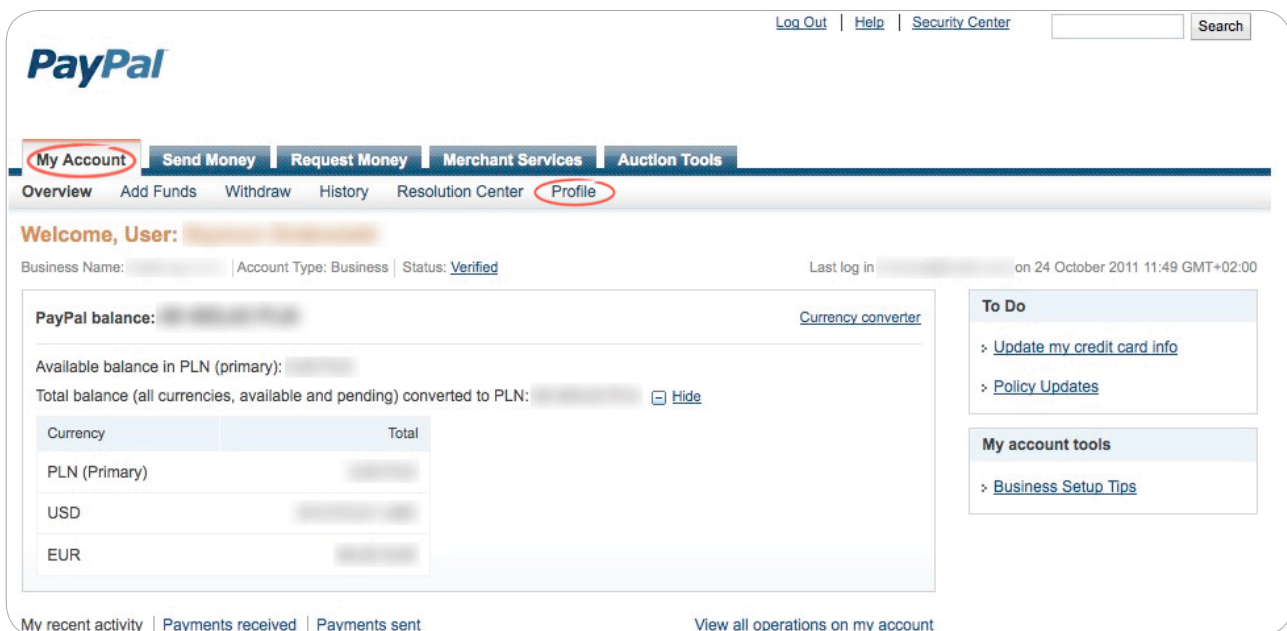 Log Out | Help | Security Center
Search
PayPal
My Account Send Money Request Money Merchant Services Auction Tools
Overview Add Funds Withdraw History Resolution Center Profile
Welcome, User:
Business Name: | Account Type: Business | Status: Verified
Last log in on 24 October 2011 11:49 GMT+02:00
PayPal balance:
Currency converter
Available balance in PLN (primary):
Total balance (all currencies, available and pending) converted to PLN: Hide
Currency Total
PLN (Primary)
USD
EUR
To Do
Update my credit card info
Policy Updates
My account tools
Business Setup Tips
My recent activity | Payments received | Payments sent
View all operations on my account